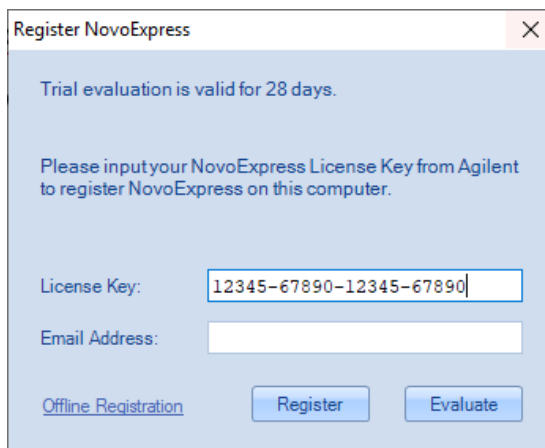 Register NovoExpress
Trial evaluation is valid for 28 days.
Please input your NovoExpress License Key from Agilent
to register NovoExpress on this computer.
License Key: 12345-67890-12345-67890
Email Address:
Offline Registration Register Evaluate